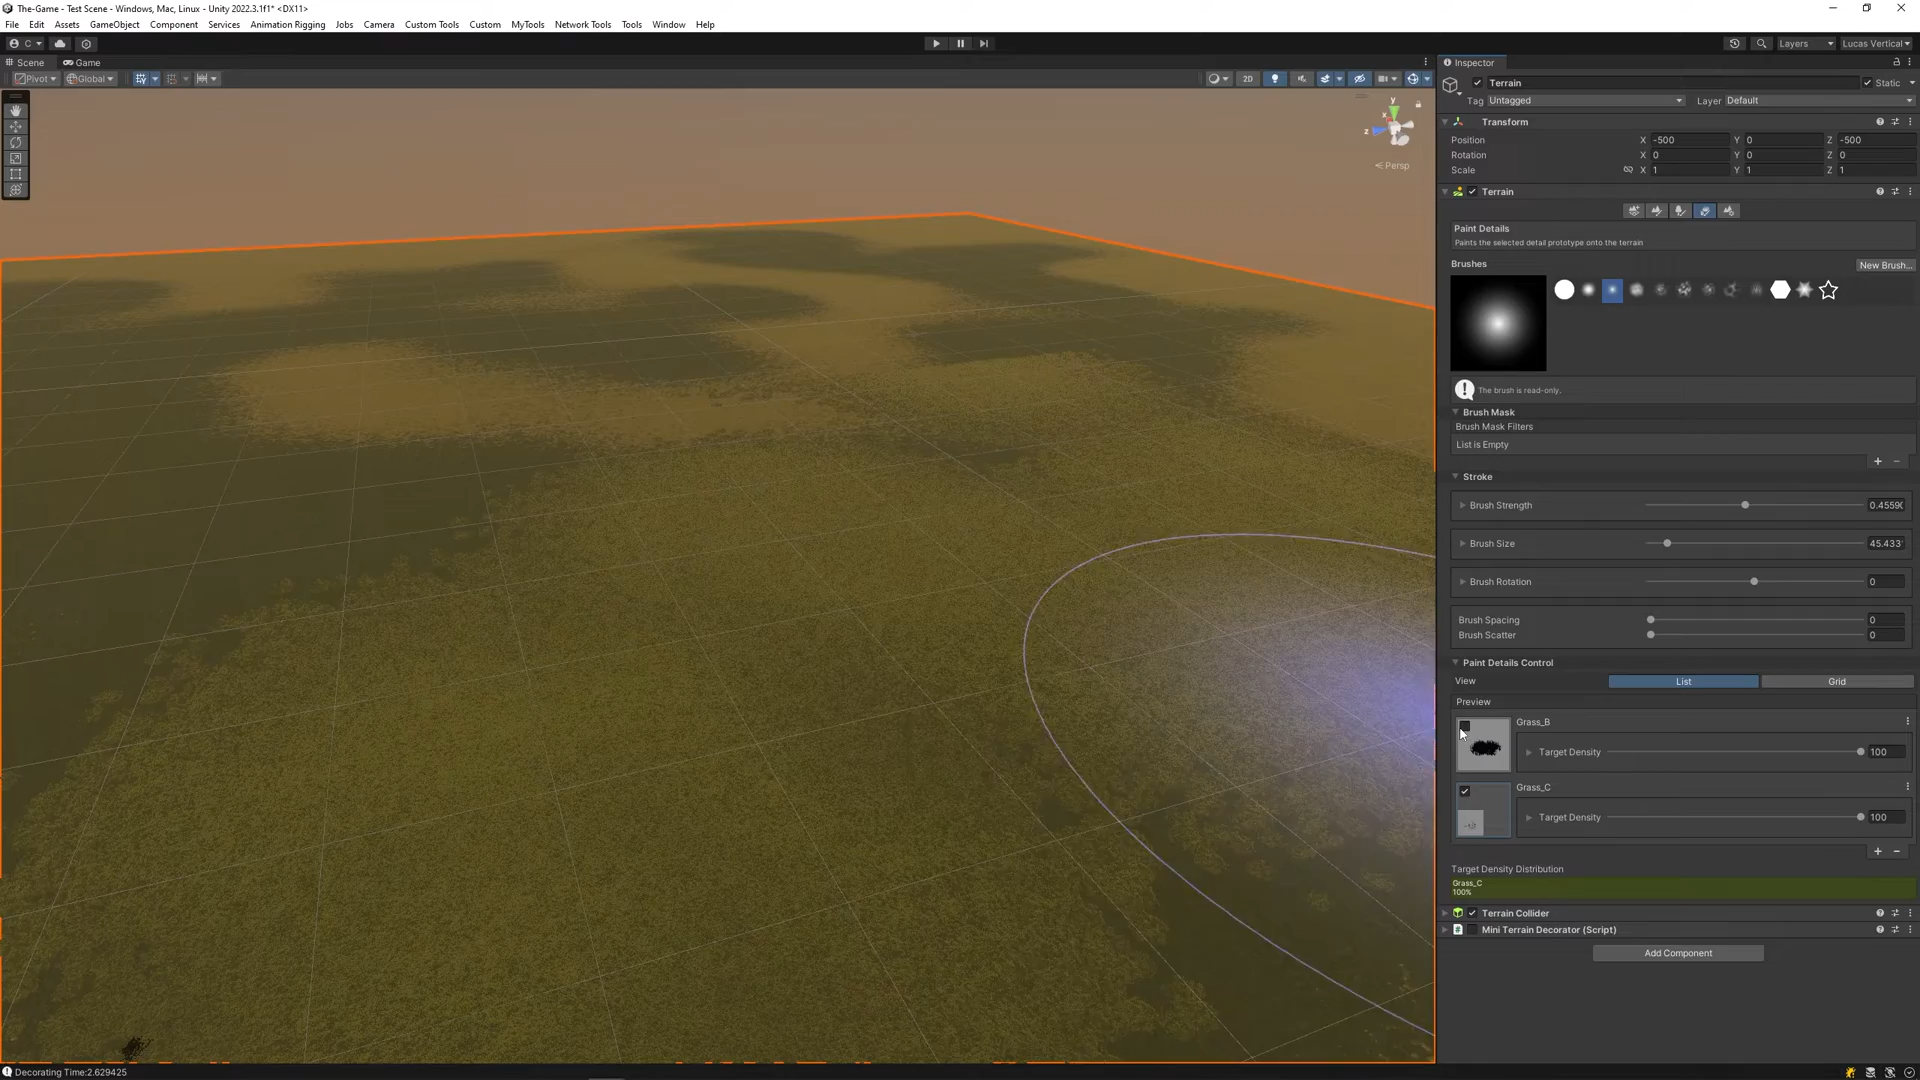 The-Game - Test Scene - Windows, Mac, Linux - Unity 2022.3.1f1* <DX11>
File Edit Assets GameObject Component Services Animation Rigging Jobs Camera Custom Tools Custom MyTools Network Tools Tools Window Help
C Layers Lucas Vertical
Scene Game
Pivot Global 2D
y
x
z
Persp
Inspector
Terrain Static
Tag Untagged Layer Default
Transform
Position X -500 Y 0 Z -500
Rotation X 0 Y 0 Z 0
Scale X 1 Y 1 Z 1
Terrain
Paint Details
Paints the selected detail prototype onto the terrain
Brushes New Brush...
The brush is read-only.
Brush Mask
Brush Mask Filters
List is Empty
Stroke
Brush Strength 0.4559
Brush Size 45.433
Brush Rotation 0
Brush Spacing 0
Brush Scatter 0
Paint Details Control
View List Grid
Preview
Grass_B
Target Density 100
Grass_C
Target Density 100
Target Density Distribution
Grass_C
100%
Terrain Collider
Mini Terrain Decorator (Script)
Add Component
Decorating Time:2.629425